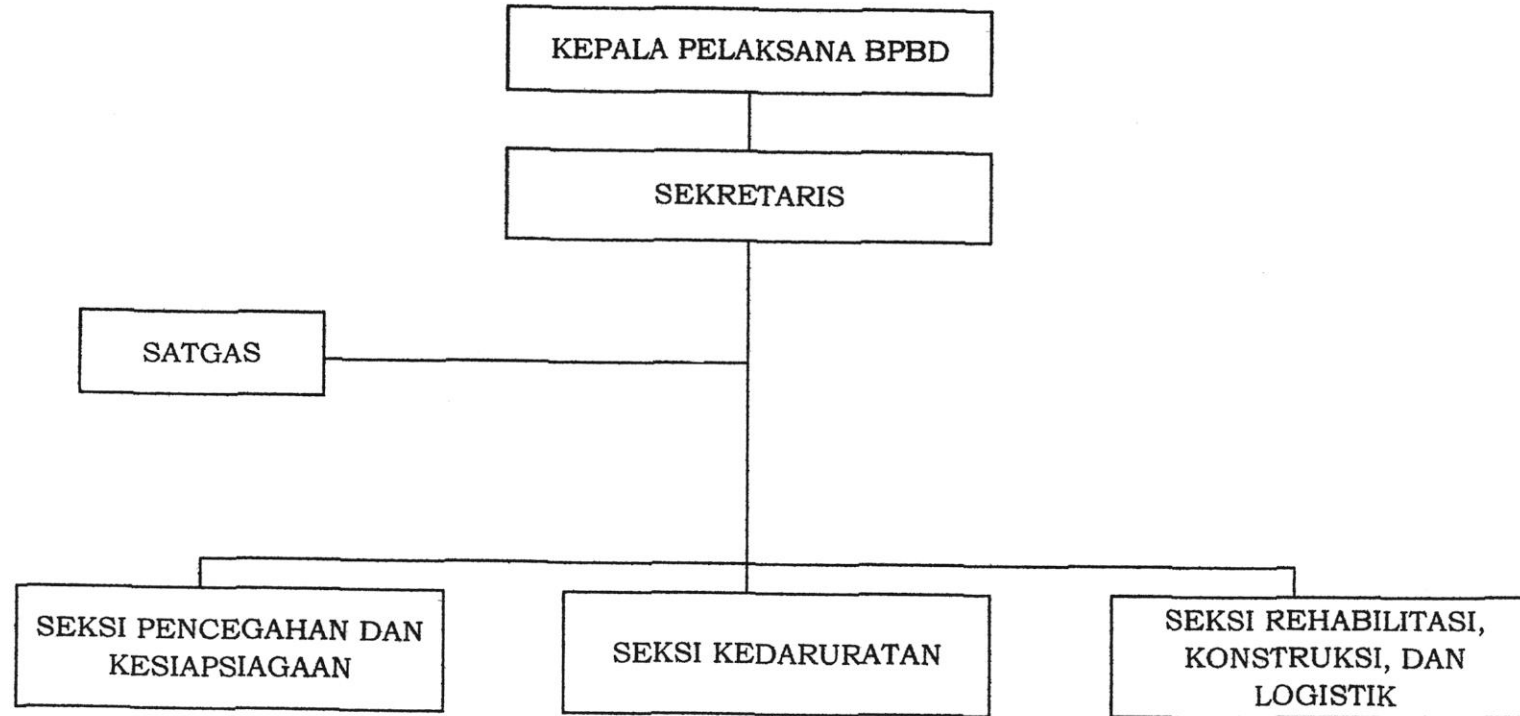 KEPALA PELAKSANA BPBD
SEKRETARIS
SATGAS
SEKSI PENCEGAHAN DAN
KESIAPSIAGAAN
SEKSI KEDARURATAN
SEKSI REHABILITASI,
KONSTRUKSI, DAN
LOGISTIK